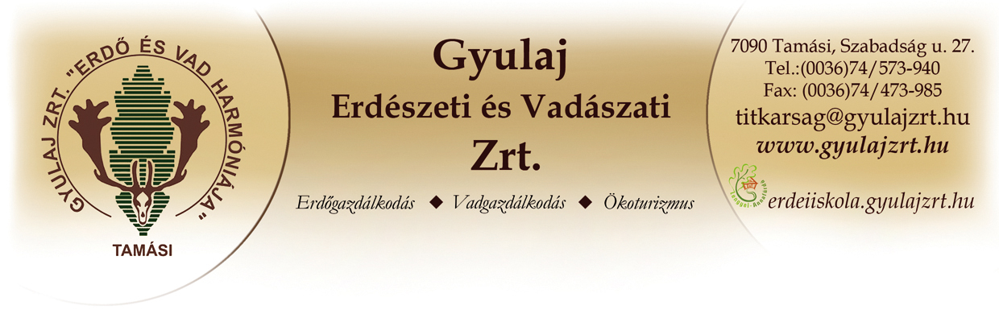 GYULAJ ZRT. "ERDŐ ÉS VAD HARMÓNIÁJA"
TAMÁSI
Gyulaj
Erdészeti és Vadászati
Zrt.
Erdőgazdálkodás ◆ Vadgazdálkodás ◆ Ökoturizmus
7090 Tamási, Szabadság u. 27.
Tel.:(0036)74/573-940
Fax: (0036)74/473-985
titkarsag@gyulajzrt.hu
www.gyulajzrt.hu
Lengyel-Annafürdő
erdeiiskola.gyulajzrt.hu